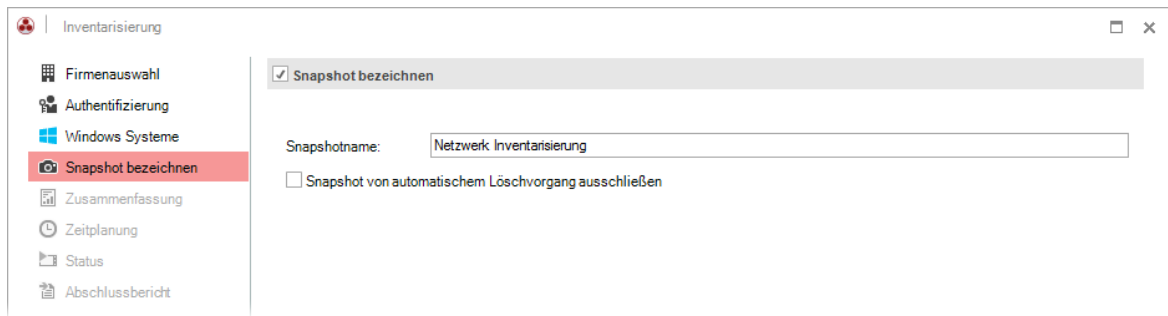 Inventarisierung
Firmenauswahl
Authentifizierung
Windows Systeme
Snapshot bezeichnen
Zusammenfassung
Zeitplanung
Status
Abschlussbericht
Snapshot bezeichnen
Snapshotname: Netzwerk Inventarisierung
Snapshot von automatischem Löschvorgang ausschließen